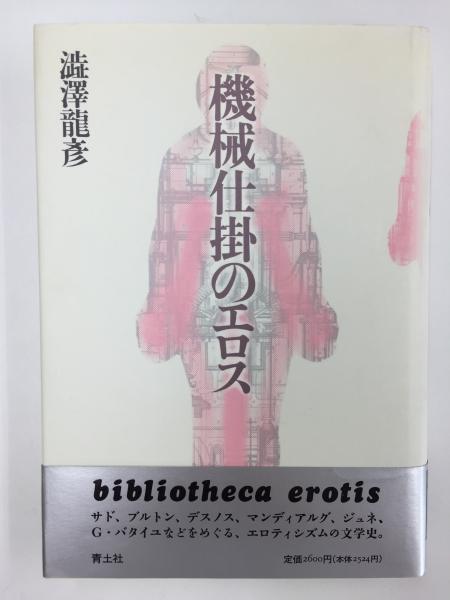 澁澤龍彥
機械仕掛のエロス
bibliotheca erotis
サド、ブルトン、デスノス、マンディアルグ、ジュネ、
G・バタイユなどをめぐる、エロティシズムの文学史。
青土社
定価2600円(本体2524円)